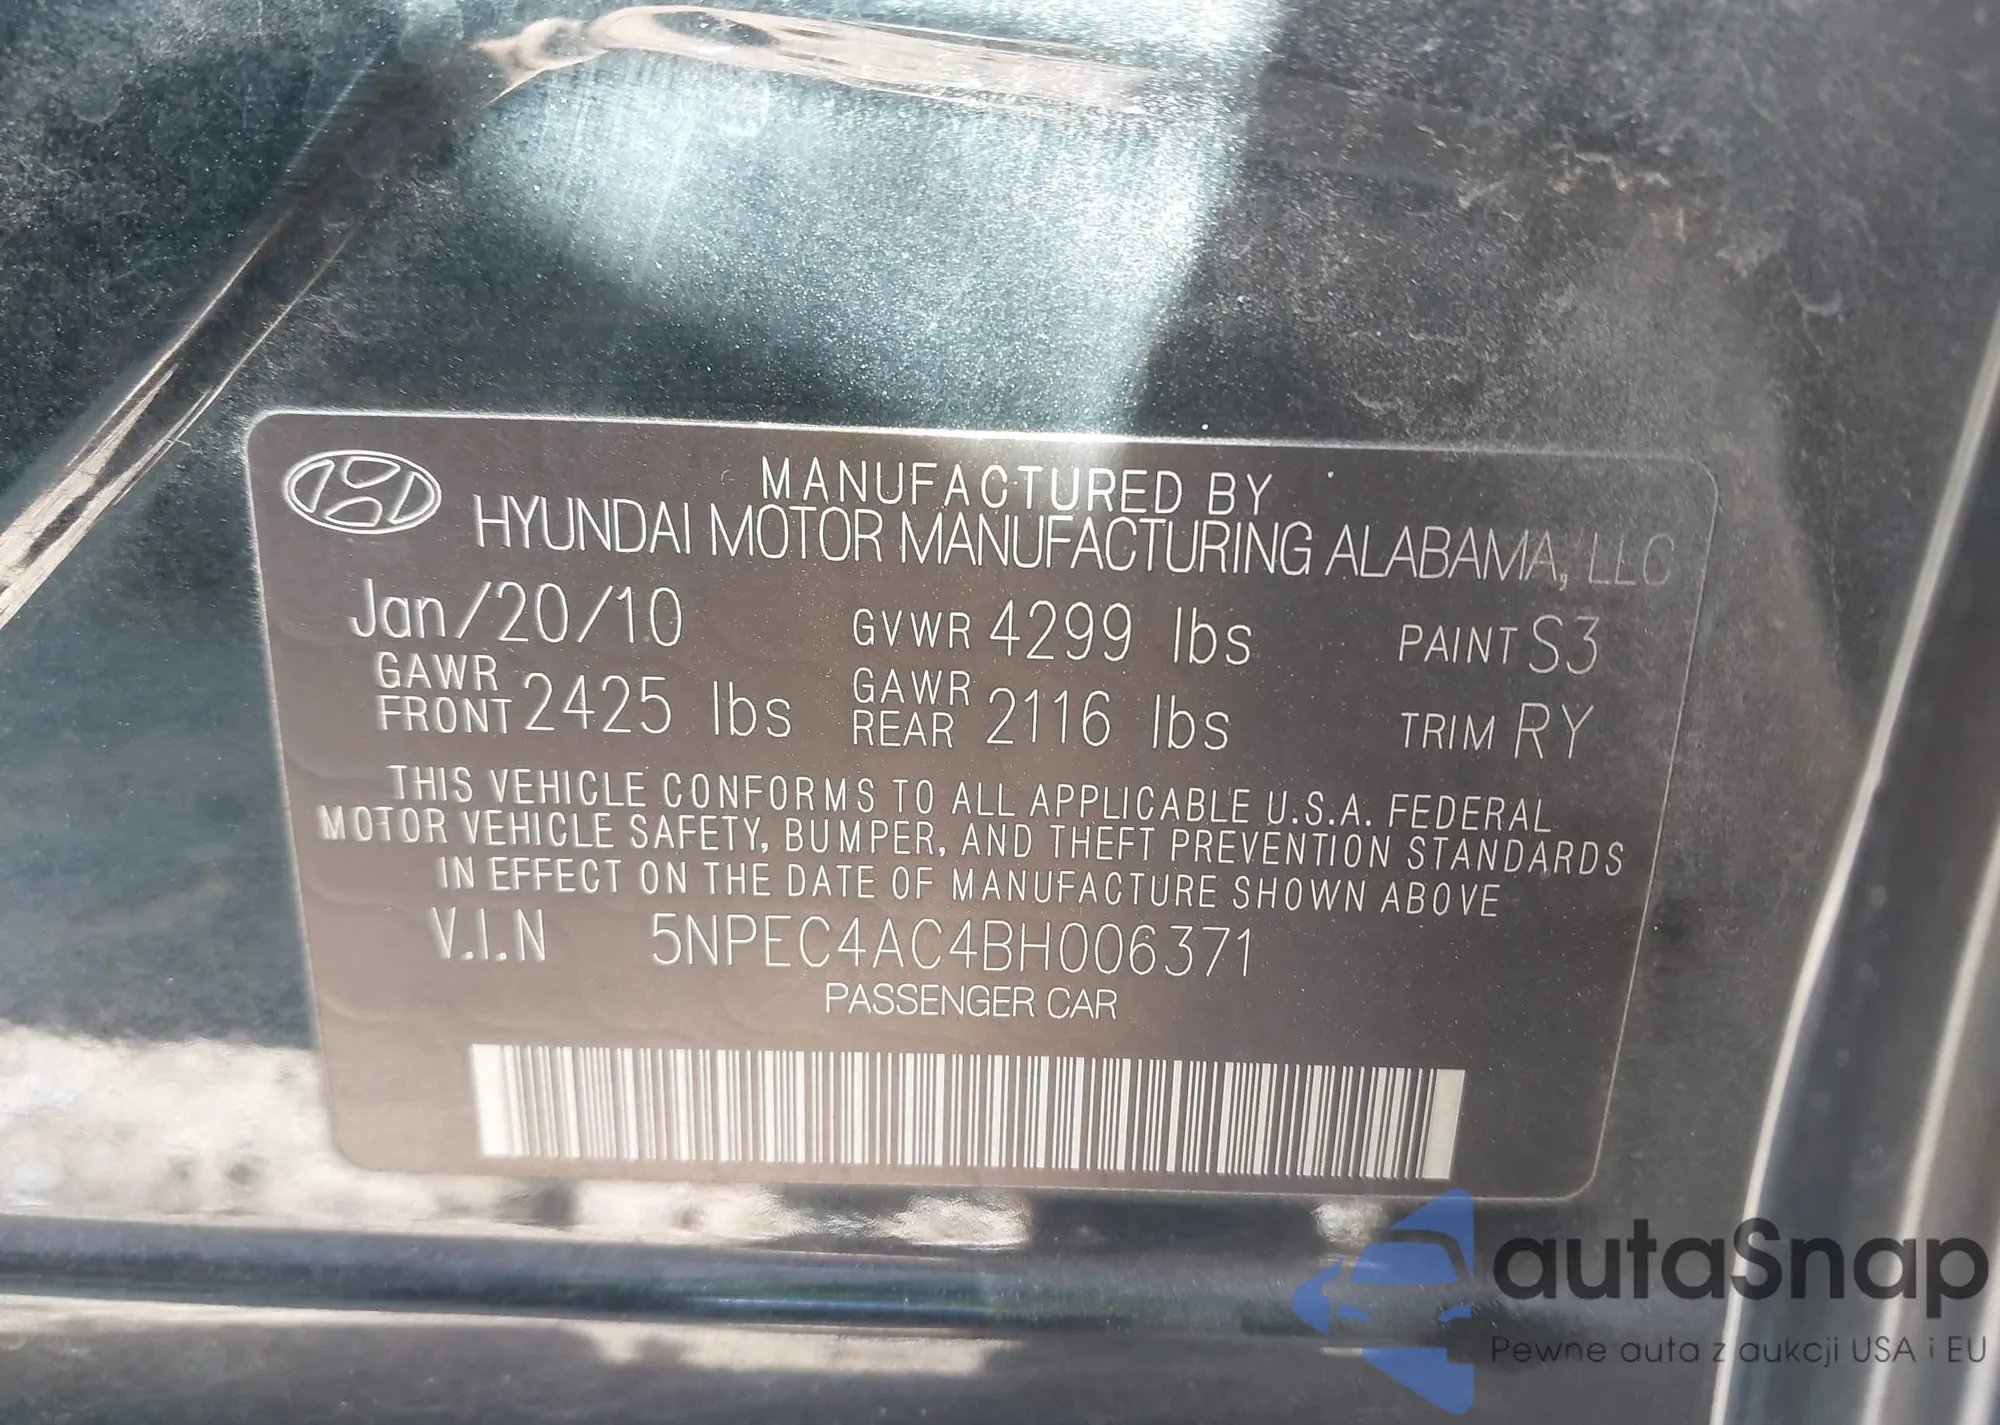 MANUFACTURED BY
HYUNDAI MOTOR MANUFACTURING ALABAMA, LLC
Jan/20/10 GVWR 4299 lbs PAINT S3
GAWR FRONT 2425 lbs GAWR REAR 2116 lbs TRIM RY
THIS VEHICLE CONFORMS TO ALL APPLICABLE U.S.A. FEDERAL
MOTOR VEHICLE SAFETY, BUMPER, AND THEFT PREVENTION STANDARDS
IN EFFECT ON THE DATE OF MANUFACTURE SHOWN ABOVE
V.I.N 5NPEC4AC4BH006371
PASSENGER CAR
autaSnap
Pewne auta z aukcji USA i EU